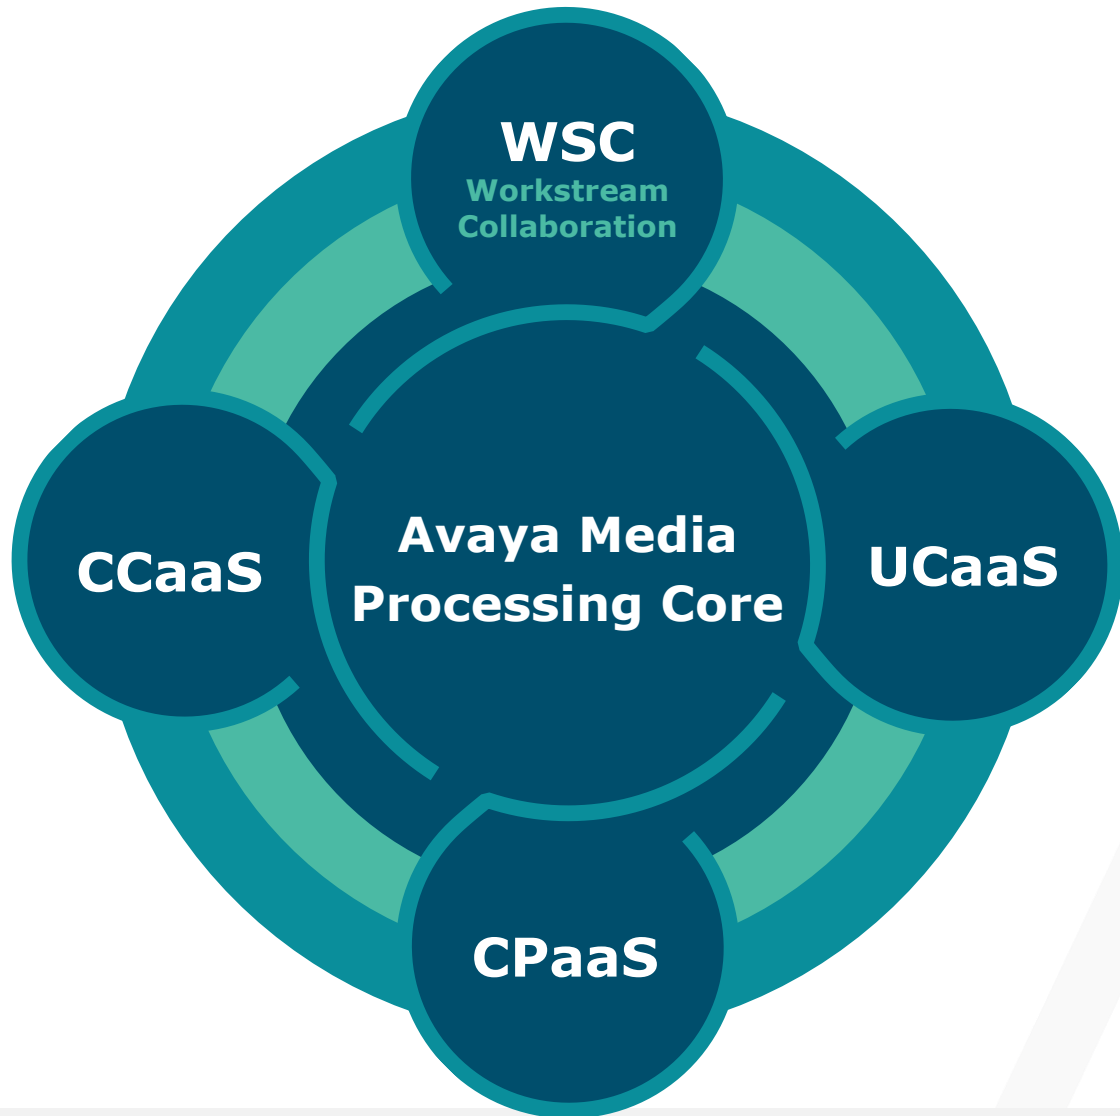 WSC
Workstream
Collaboration
CCaaS
Avaya Media
Processing Core
UCaaS
CPaaS